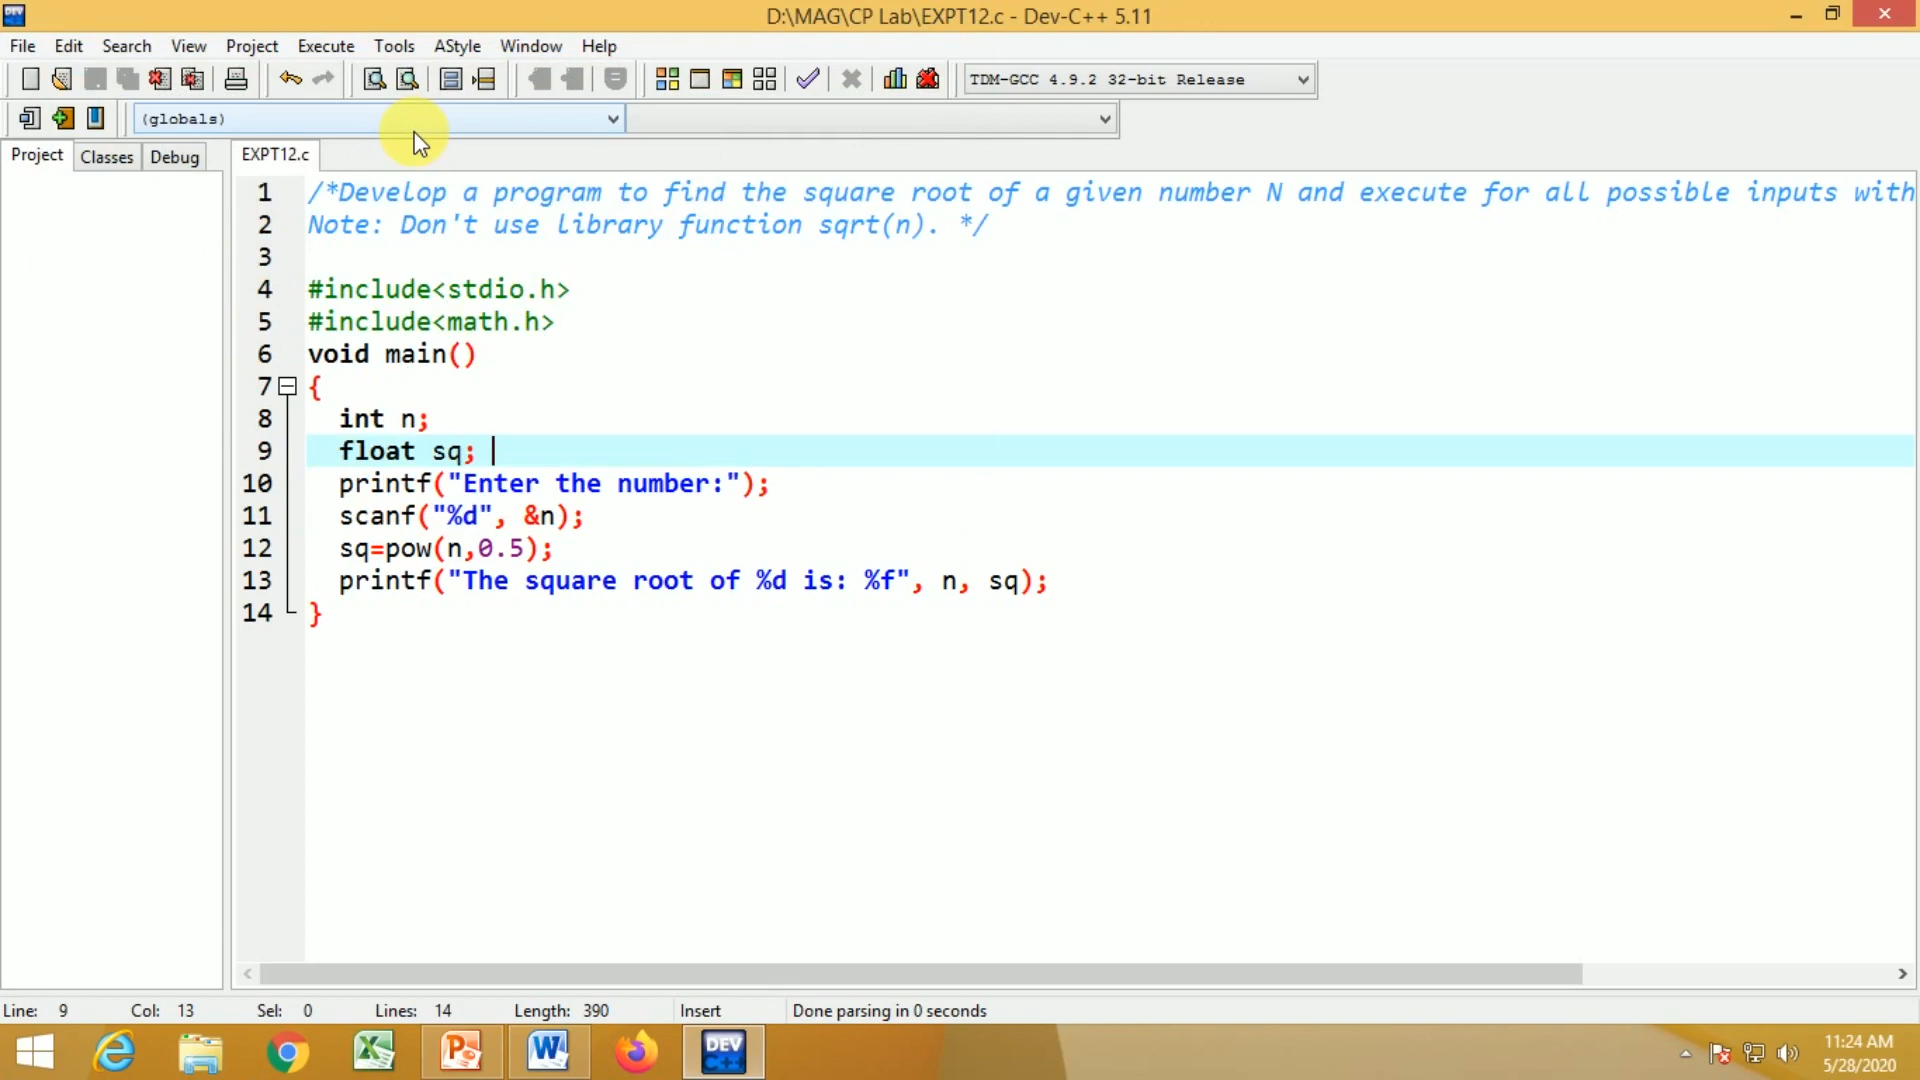 D:\MAG\CP Lab\EXPT12.c - Dev-C++ 5.11
File Edit Search View Project Execute Tools AStyle Window Help
TDM-GCC 4.9.2 32-bit Release
(globals)
Project Classes Debug EXPT12.c
1 /*Develop a program to find the square root of a given number N and execute for all possible inputs with
2 Note: Don't use library function sqrt(n). */
3
4 #include<stdio.h>
5 #include<math.h>
6 void main()
7 {
8 int n;
9 float sq;
10 printf("Enter the number:");
11 scanf("%d", &n);
12 sq=pow(n,0.5);
13 printf("The square root of %d is: %f", n, sq);
14 }
Line: 9 Col: 13 Sel: 0 Lines: 14 Length: 390 Insert Done parsing in 0 seconds
DEV C++
11:24 AM
5/28/2020